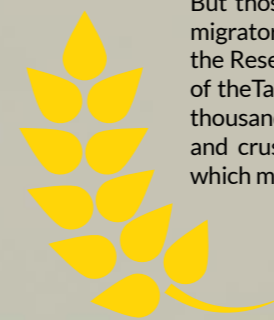 But thos
migrator
the Rese
of theTa
thousan
and crus
which m